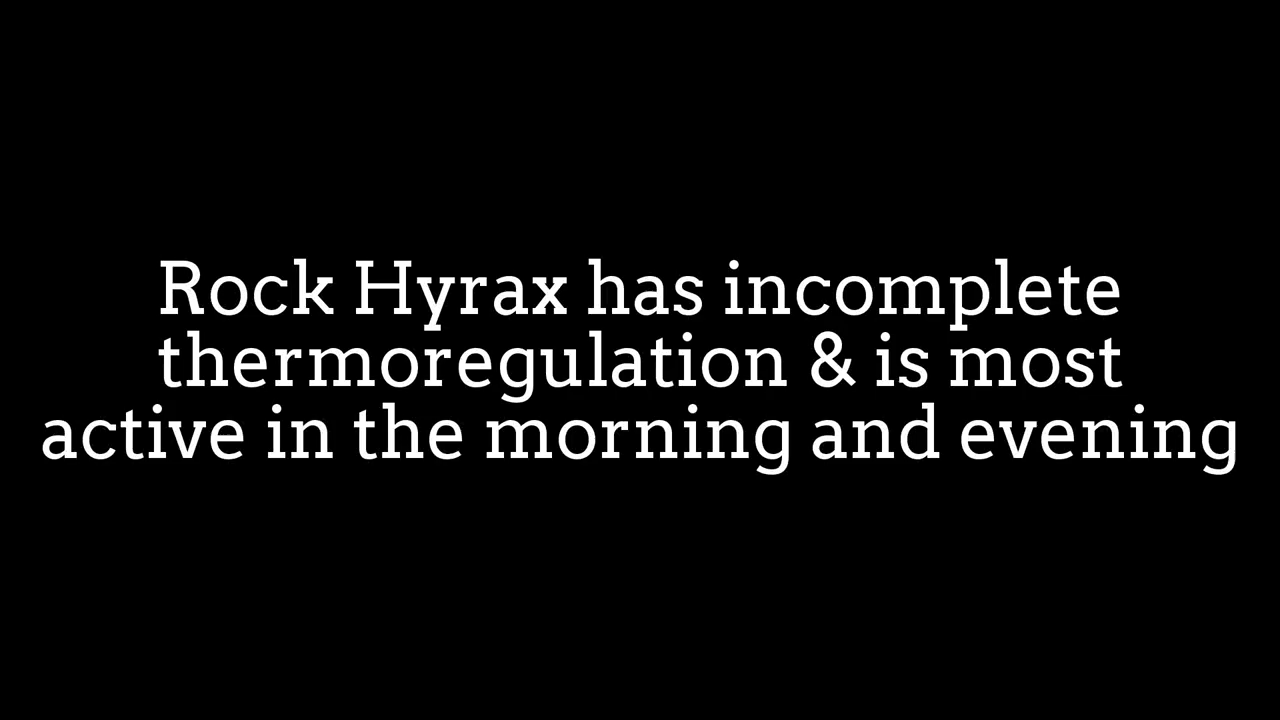 Rock Hyrax has incomplete
thermoregulation & is most
active in the morning and evening